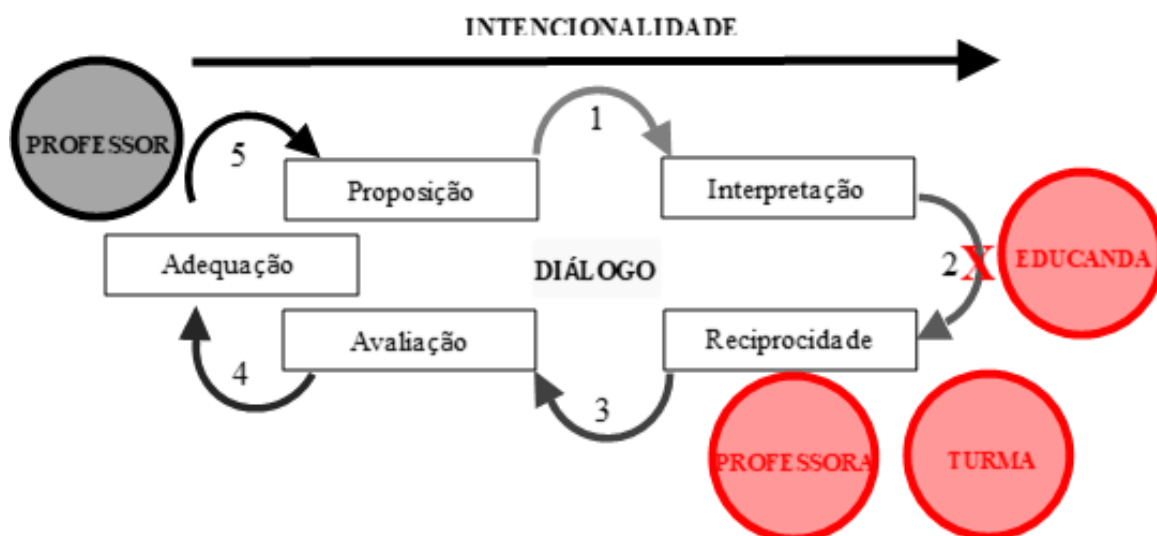 INTENCIONALIDADE
PROFESSOR
5
1
Proposição
Interpretação
Adequação
DIÁLOGO
2
X
EDUCANDA
Avaliação
Reciprocidade
4
3
PROFESSORA
TURMA